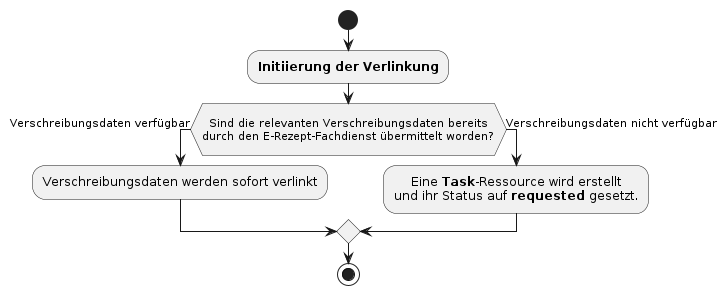 Initiierung der Verlinkung
Sind die relevanten Verschreibungsdaten bereits
durch den E-Rezept-Fachdienst übermittelt worden?
Verschreibungsdaten verfügbar
Verschreibungsdaten nicht verfügbar
Verschreibungsdaten werden sofort verlinkt
Eine Task-Ressource wird erstellt
und ihr Status auf requested gesetzt.